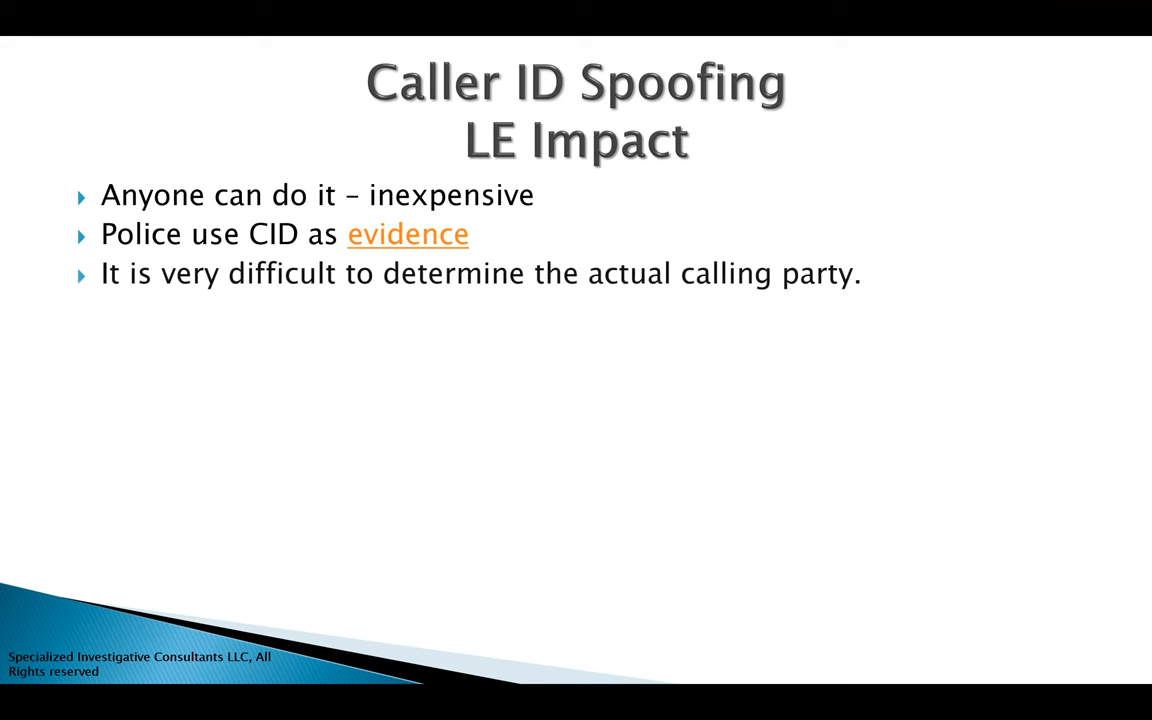 Caller ID Spoofing
LE Impact
Anyone can do it – inexpensive
Police use CID as evidence
It is very difficult to determine the actual calling party.
Specialized Investigative Consultants LLC, All
Rights reserved